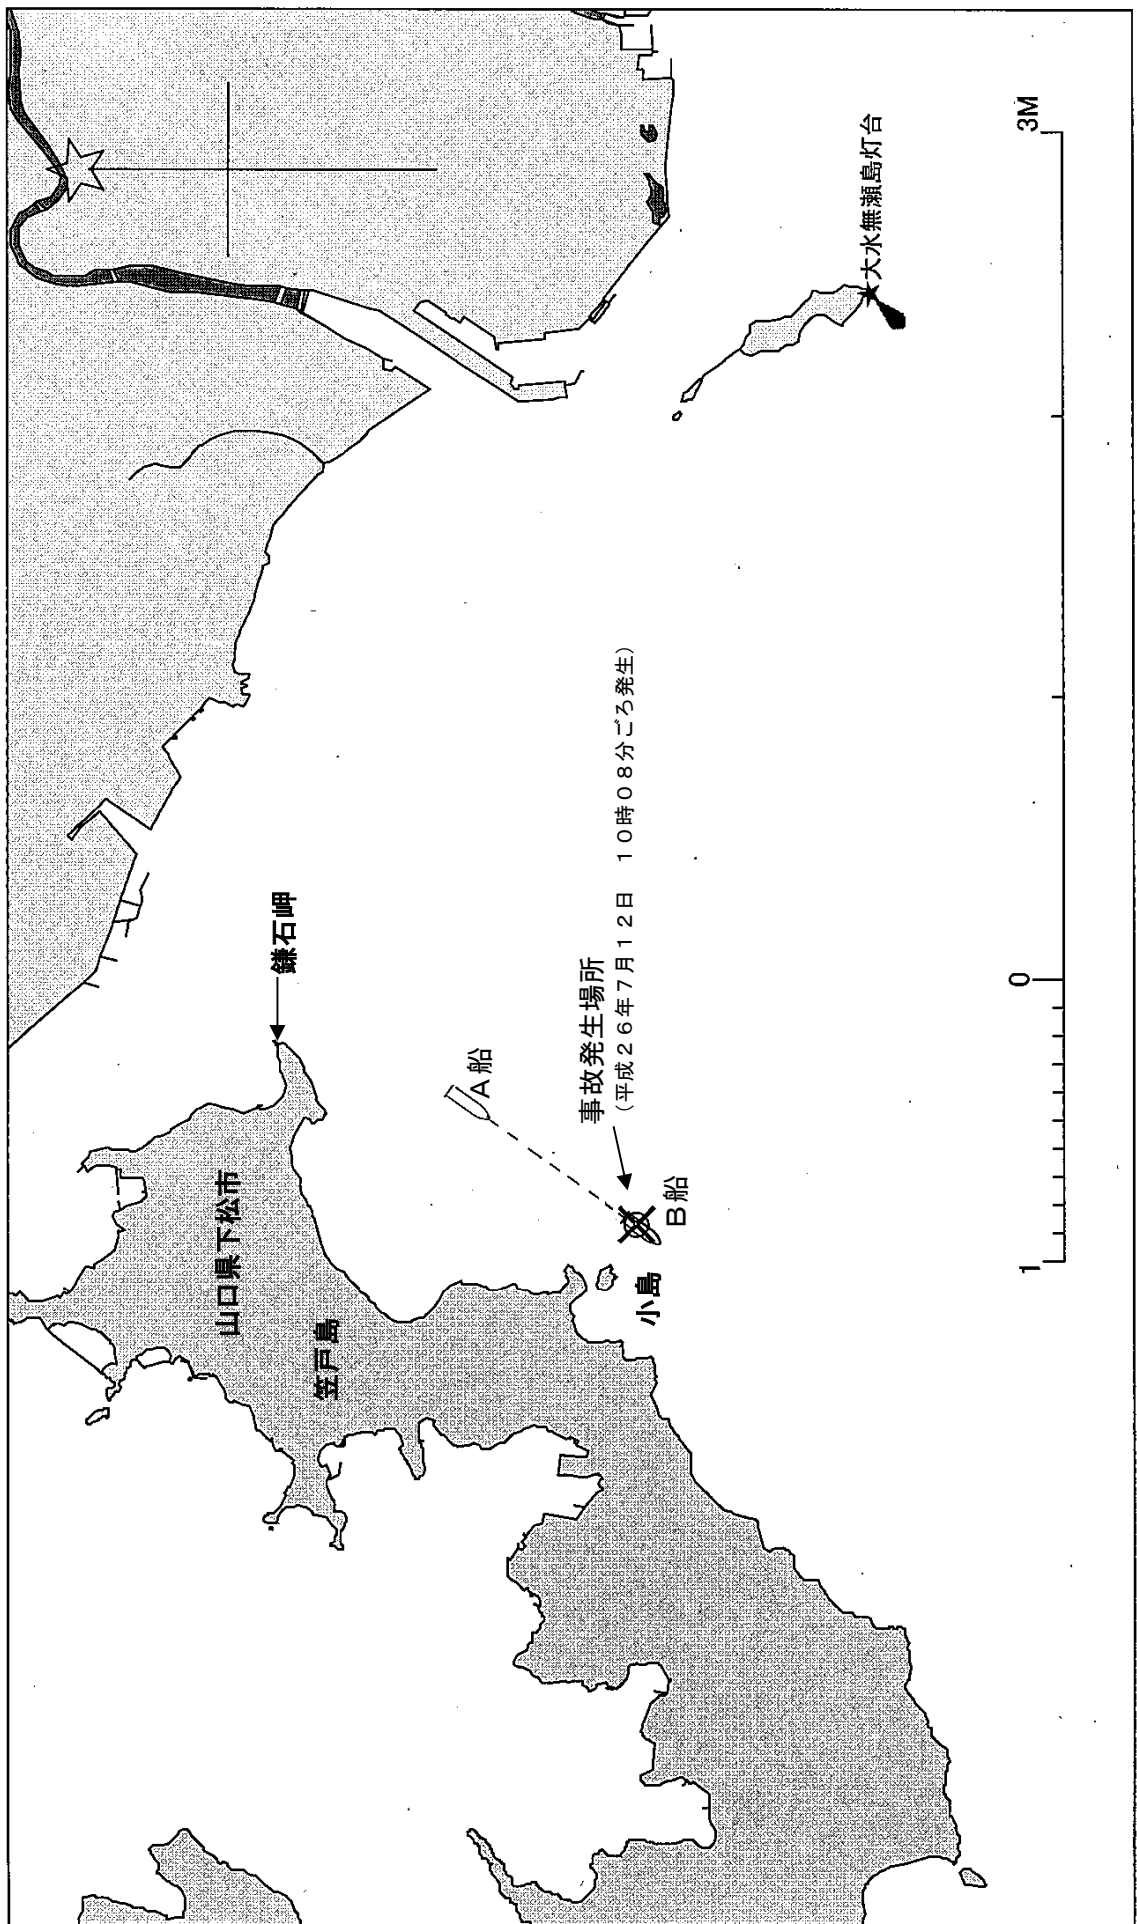 山口県下松市
笠戸島
鎌石岬
A船
事故発生場所
（平成２６年７月１２日　１０時０８分ごろ発生）
B船
小島
大水無瀬島灯台
1
0
3M